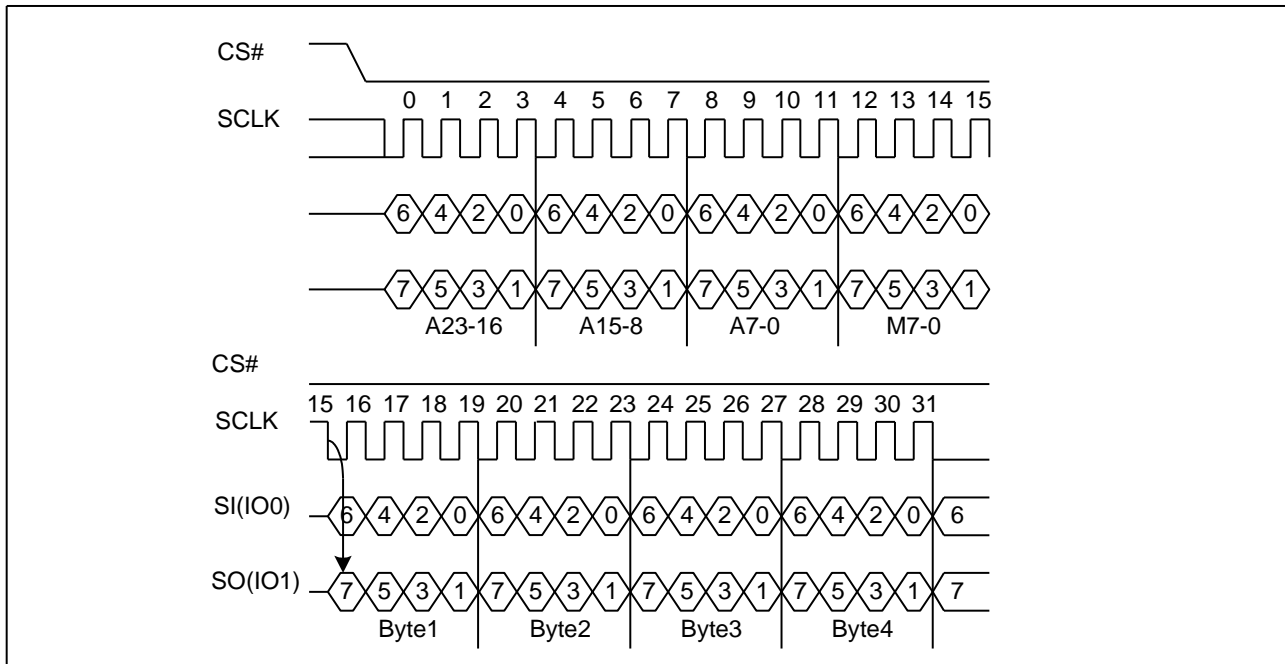 CS#
0 1 2 3 4 5 6 7 8 9 10 11 12 13 14 15
SCLK
6 4 2 0 6 4 2 0 6 4 2 0 6 4 2 0
7 5 3 1 7 5 3 1 7 5 3 1 7 5 3 1
A23-16 A15-8 A7-0 M7-0
CS#
15 16 17 18 19 20 21 22 23 24 25 26 27 28 29 30 31
SCLK
SI(IO0) 6 4 2 0 6 4 2 0 6 4 2 0 6 4 2 0 6
SO(IO1) 7 5 3 1 7 5 3 1 7 5 3 1 7 5 3 1 7
Byte1 Byte2 Byte3 Byte4